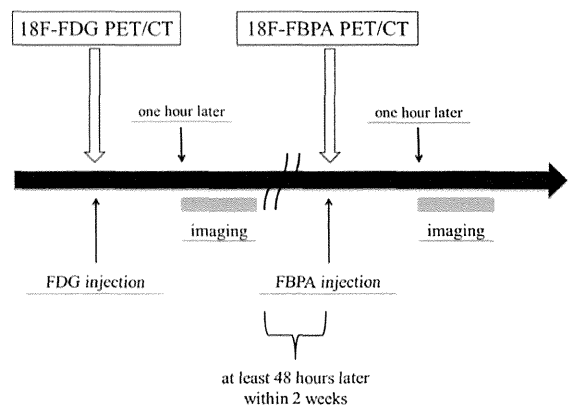 18F-FDG PET/CT
18F-FBPA PET/CT
one hour later
one hour later
imaging
imaging
FDG injection
FBPA injection
at least 48 hours later
within 2 weeks